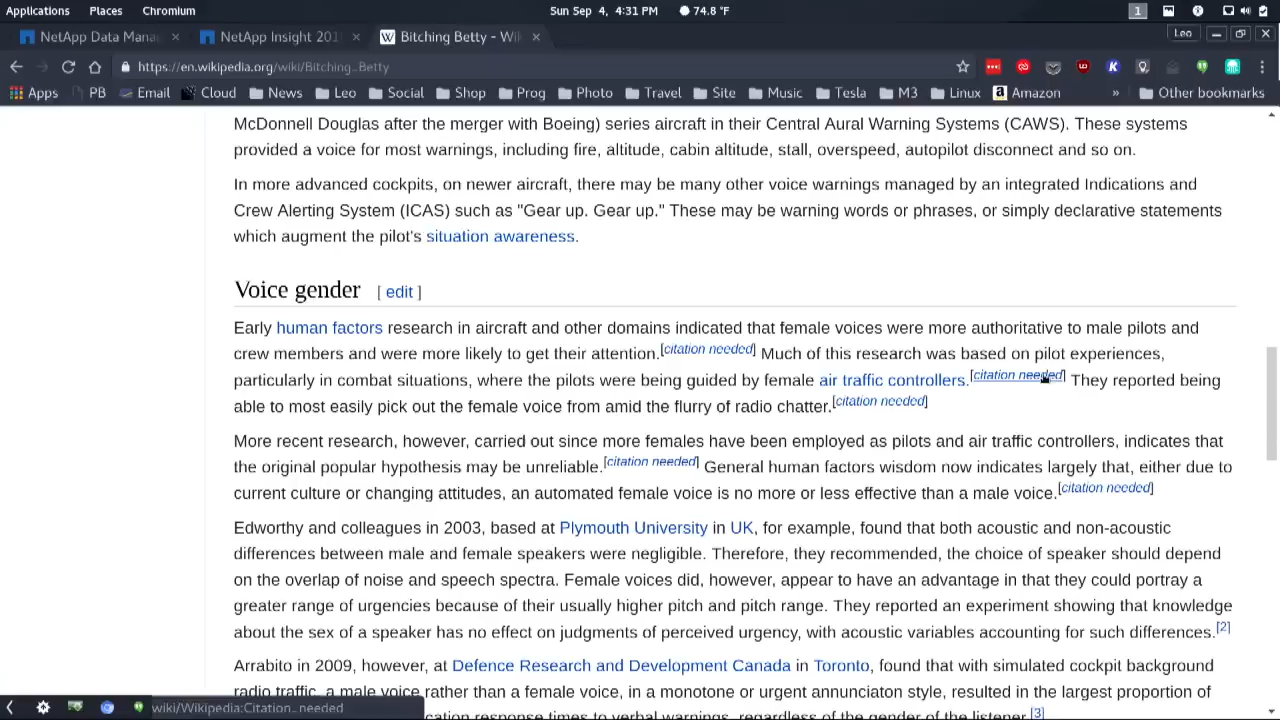 Applications Places Chromium Sun Sep 4, 4:31 PM 74.8 °F 1
NetApp Data Mana × NetApp Insight 201 × W Bitching Betty - Wik × Leo
https://en.wikipedia.org/wiki/Bitching_Betty
Apps PB Email Cloud News Leo Social Shop Prog Photo Travel Site Music Tesla M3 Linux a Amazon » Other bookmarks
McDonnell Douglas after the merger with Boeing) series aircraft in their Central Aural Warning Systems (CAWS). These systems
provided a voice for most warnings, including fire, altitude, cabin altitude, stall, overspeed, autopilot disconnect and so on.
In more advanced cockpits, on newer aircraft, there may be many other voice warnings managed by an integrated Indications and
Crew Alerting System (ICAS) such as "Gear up. Gear up." These may be warning words or phrases, or simply declarative statements
which augment the pilot's situation awareness.
Voice gender [ edit ]
Early human factors research in aircraft and other domains indicated that female voices were more authoritative to male pilots and
crew members and were more likely to get their attention.[citation needed] Much of this research was based on pilot experiences,
particularly in combat situations, where the pilots were being guided by female air traffic controllers.[citation needed] They reported being
able to most easily pick out the female voice from amid the flurry of radio chatter.[citation needed]
More recent research, however, carried out since more females have been employed as pilots and air traffic controllers, indicates that
the original popular hypothesis may be unreliable.[citation needed] General human factors wisdom now indicates largely that, either due to
current culture or changing attitudes, an automated female voice is no more or less effective than a male voice.[citation needed]
Edworthy and colleagues in 2003, based at Plymouth University in UK, for example, found that both acoustic and non-acoustic
differences between male and female speakers were negligible. Therefore, they recommended, the choice of speaker should depend
on the overlap of noise and speech spectra. Female voices did, however, appear to have an advantage in that they could portray a
greater range of urgencies because of their usually higher pitch and pitch range. They reported an experiment showing that knowledge
about the sex of a speaker has no effect on judgments of perceived urgency, with acoustic variables accounting for such differences.[2]
Arrabito in 2009, however, at Defence Research and Development Canada in Toronto, found that with simulated cockpit background
radio traffic, a male voice rather than a female voice, in a monotone or urgent annunciaton style, resulted in the largest proportion of
wiki/Wikipedia:Citation_needed
cation response times to verbal warnings, regardless of the gender of the listener.[3]